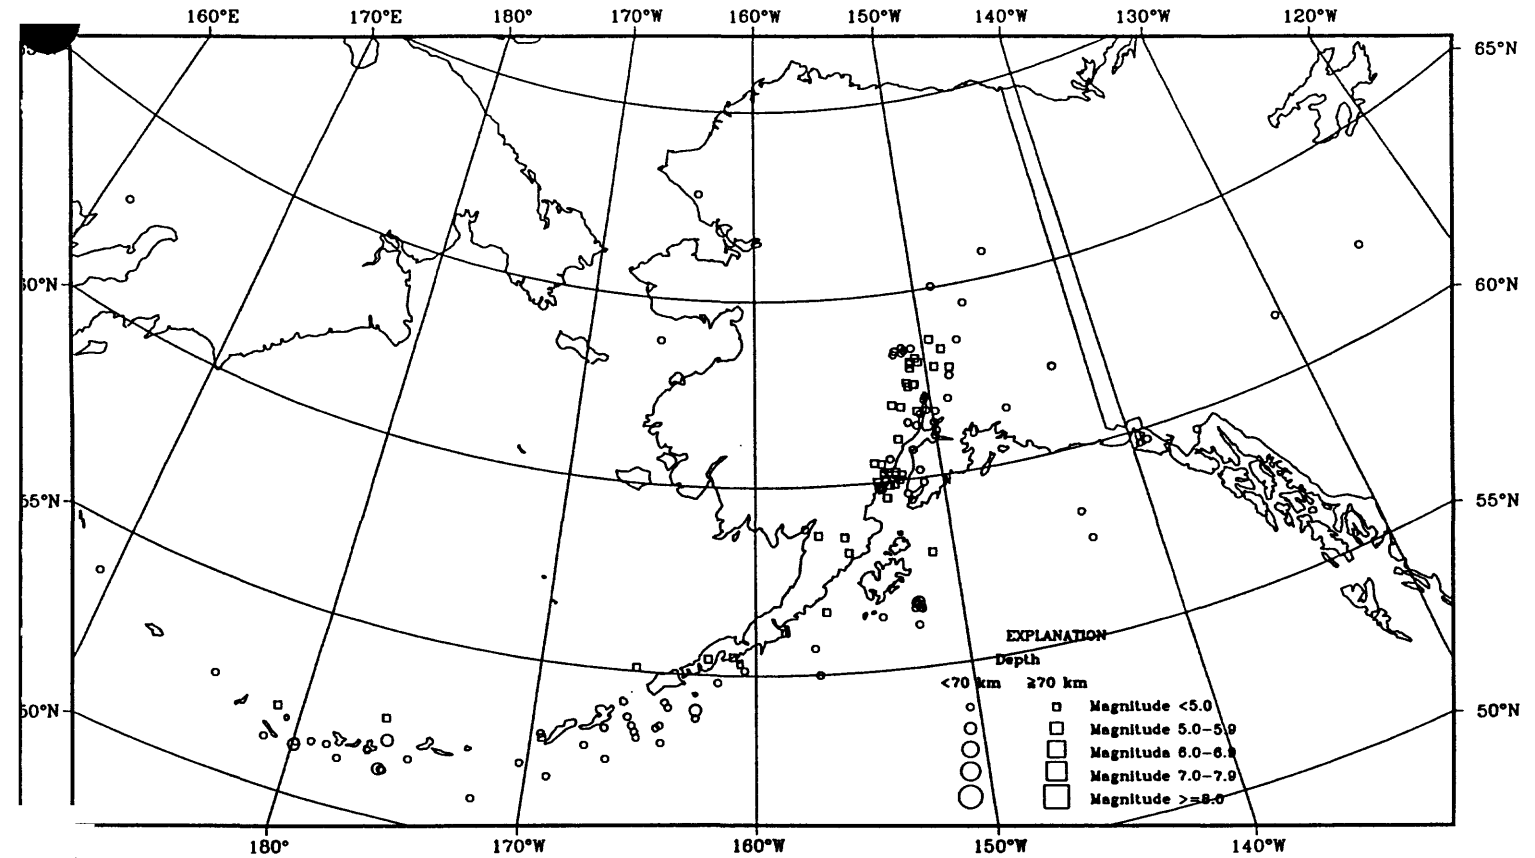 160°E 170°E 180° 170°W 160°W 150°W 140°W 130°W 120°W
65°N
60°N
55°N 55°N
50°N 50°N
EXPLANATION
Depth
<70 km ≥70 km
Magnitude <5.0
Magnitude 5.0-5.9
Magnitude 6.0-6.9
Magnitude 7.0-7.9
Magnitude >=8.0
180° 170°W 160°W 150°W 140°W